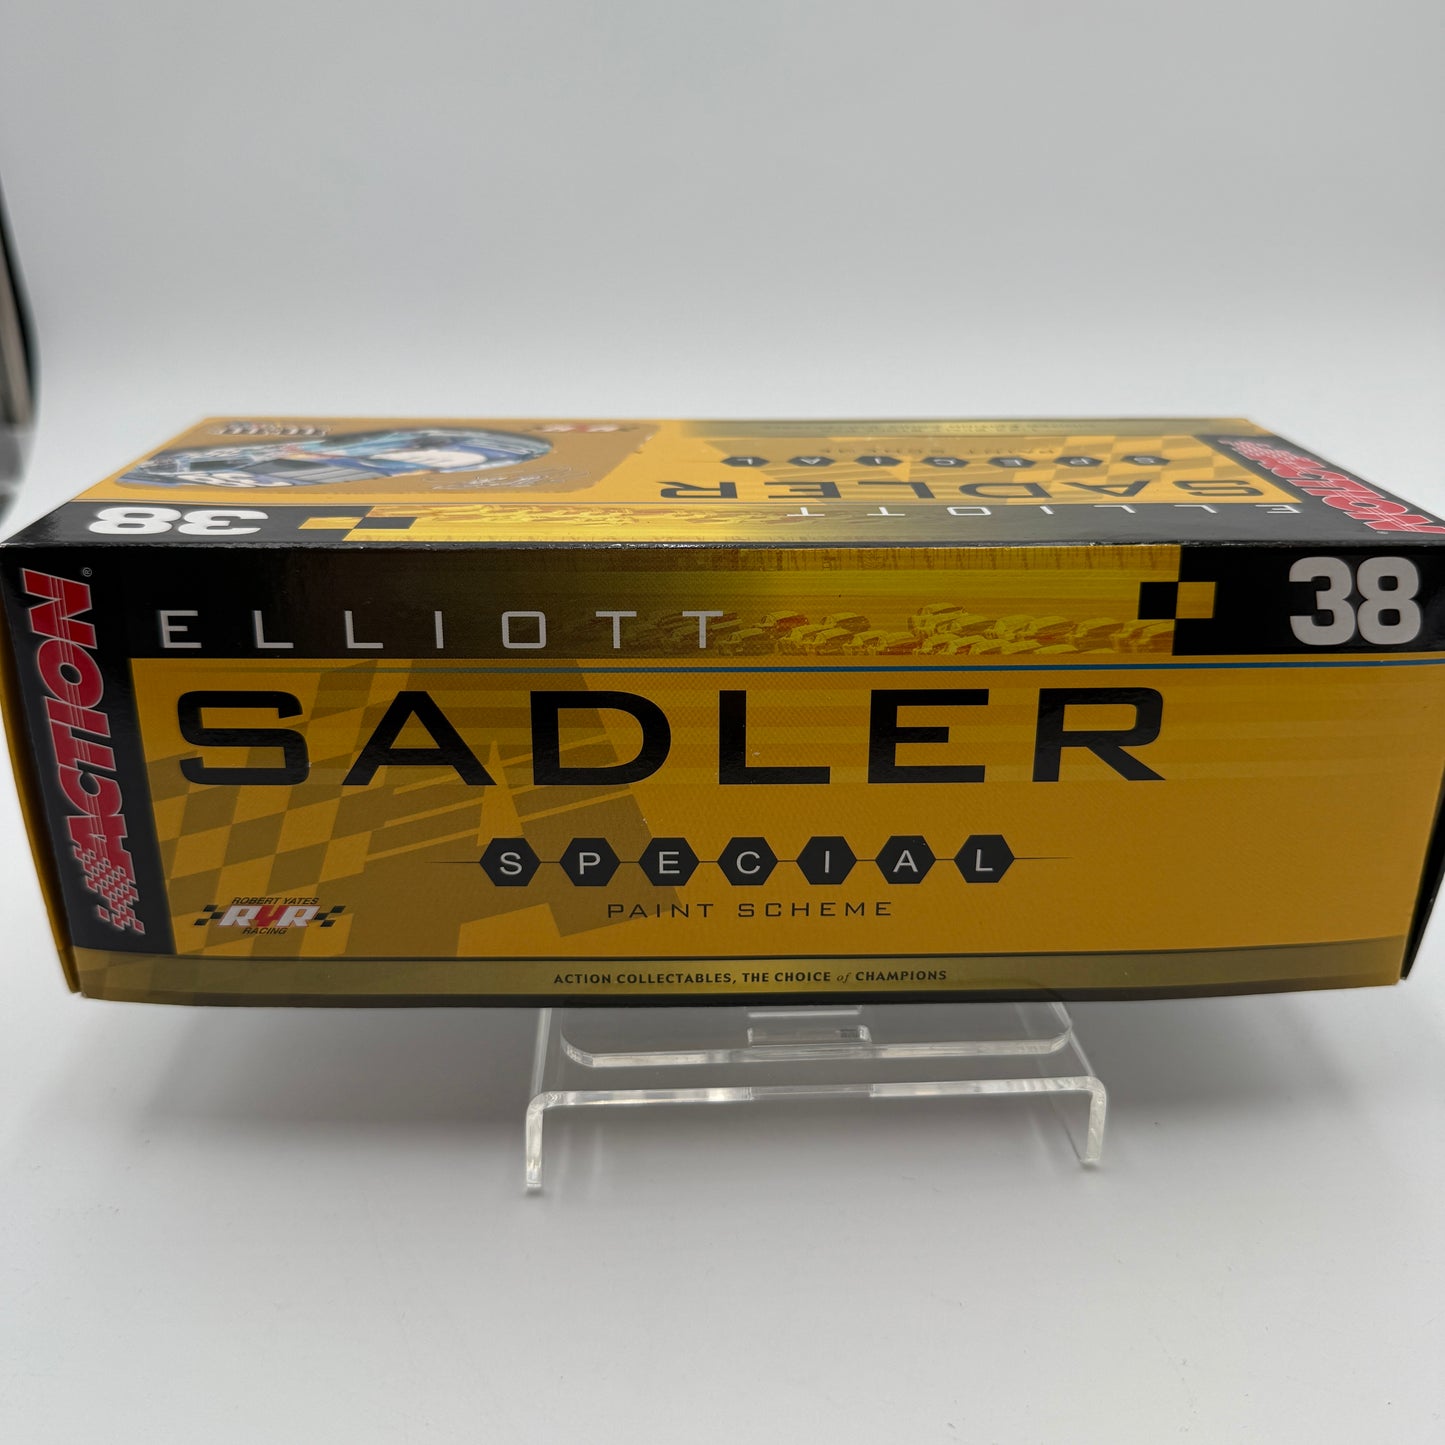 SPECIAL
SADLER
ELLIOTT
38
ACTION
ACTION®
ELLIOTT
38
SADLER
SPECIAL
PAINT SCHEME
ROBERT YATES
RYR
RACING
ACTION COLLECTABLES, THE CHOICE of CHAMPIONS